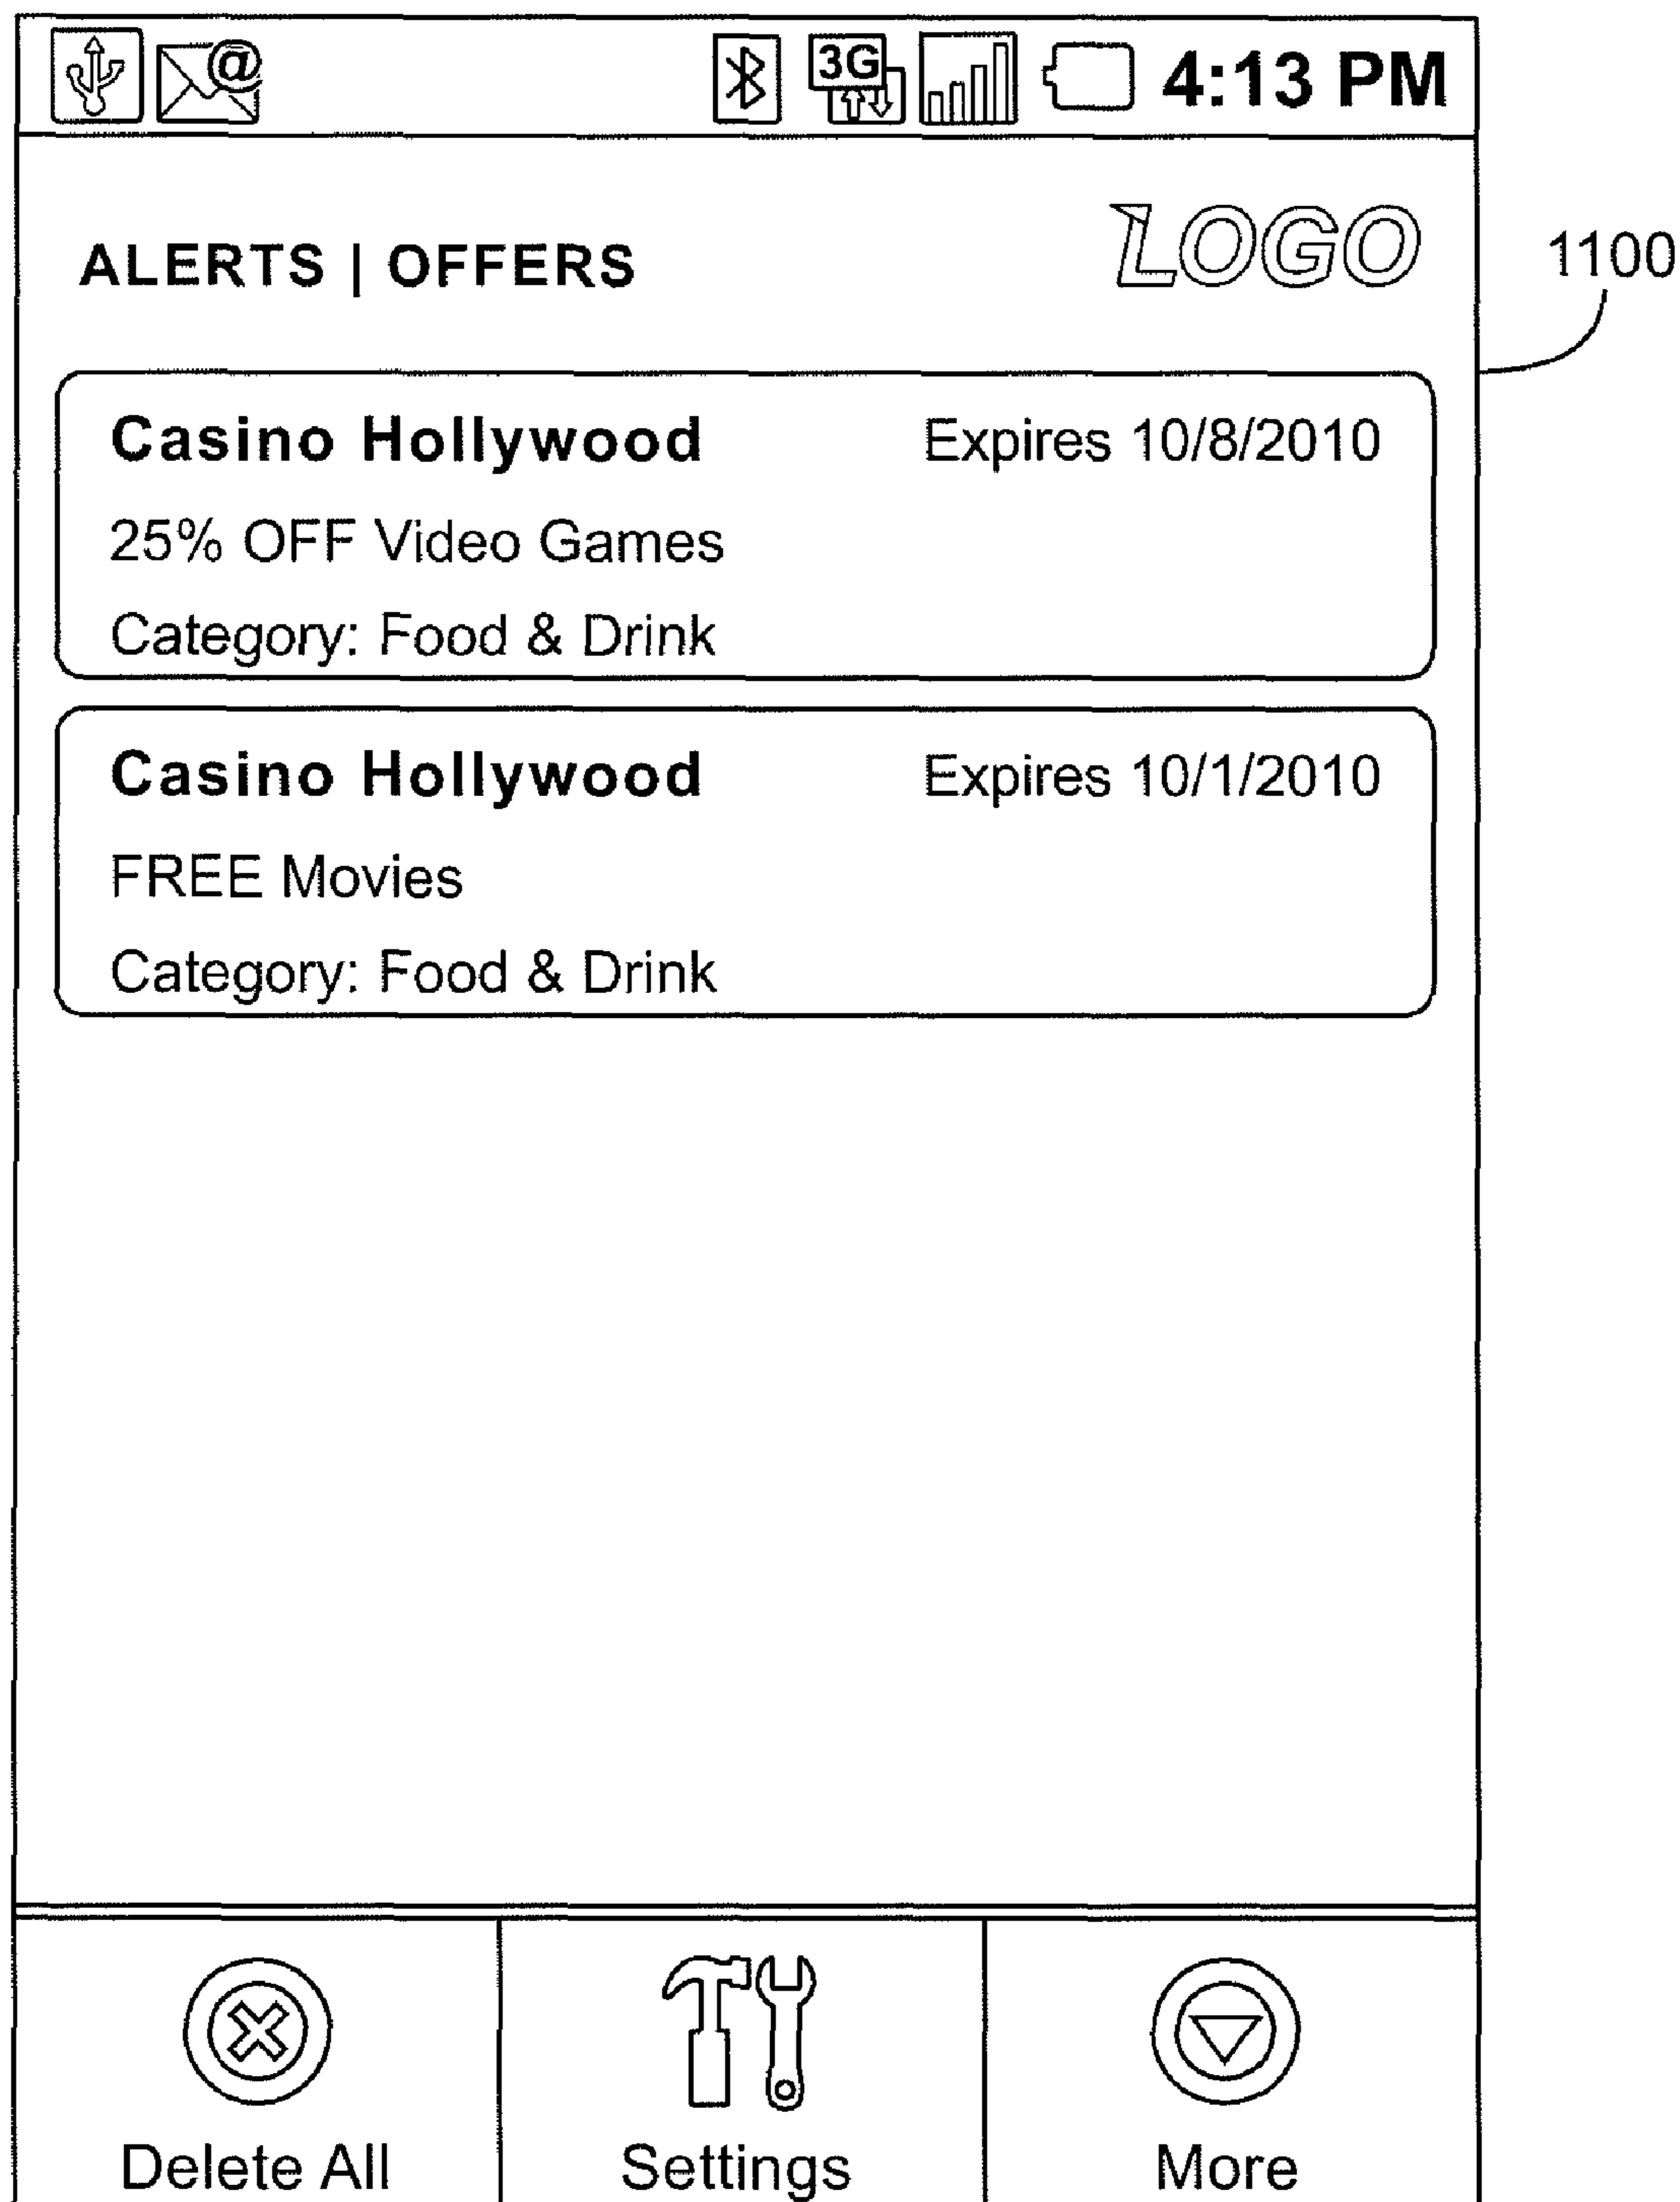 @ 3G 4:13 PM
ALERTS | OFFERS
LOGO
1100
Casino Hollywood Expires 10/8/2010
25% OFF Video Games
Category: Food & Drink
Casino Hollywood Expires 10/1/2010
FREE Movies
Category: Food & Drink
Delete All Settings More